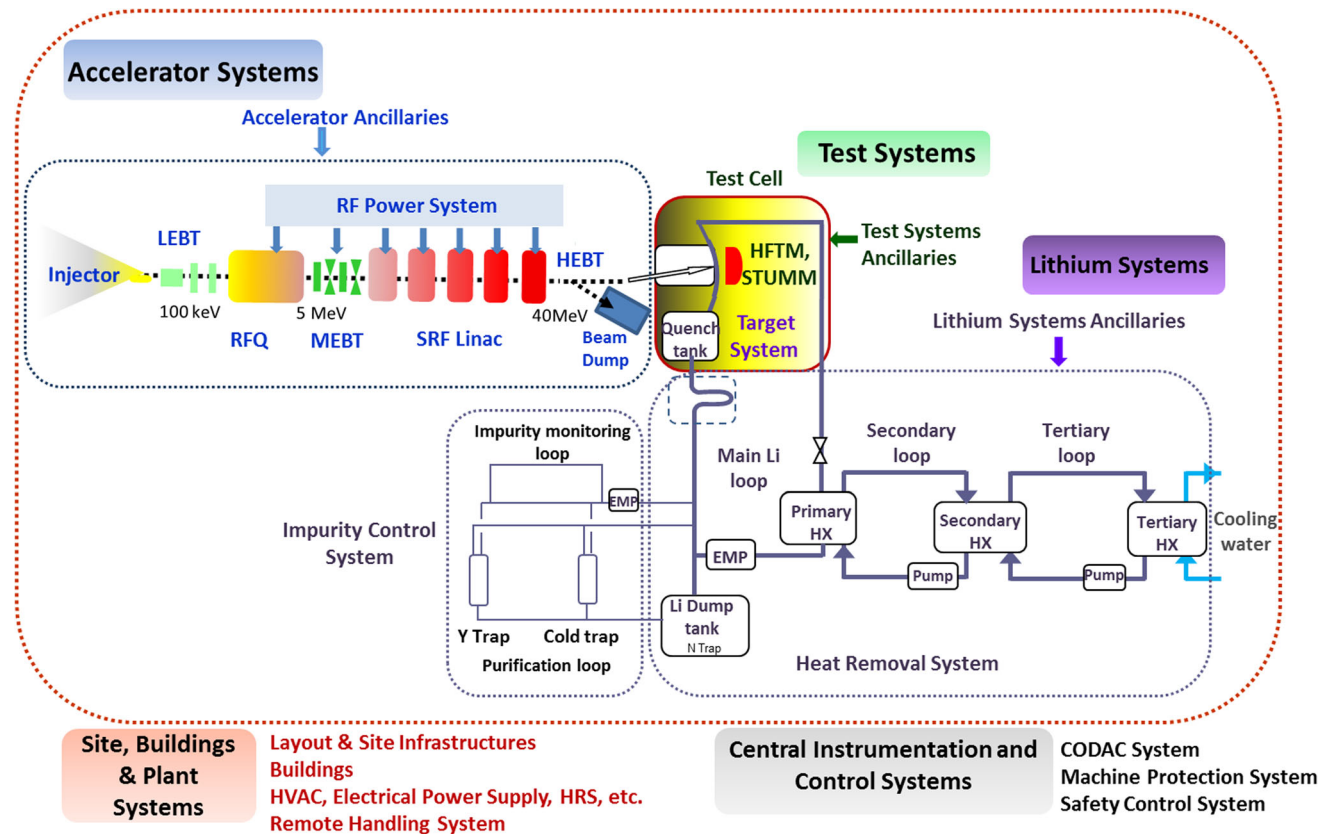 Accelerator Systems
Accelerator Ancillaries
RF Power System
LEBT
Injector
100 keV
RFQ
5 MeV
MEBT
SRF Linac
HEBT
40MeV
Beam
Dump
Test Systems
Test Cell
HFTM,
STUMM
Test Systems
Ancillaries
Quench
tank
Target
System
Lithium Systems
Lithium Systems Ancillaries
Impurity monitoring
loop
EMP
Impurity Control
System
Y Trap
Cold trap
Purification loop
Main Li
loop
Secondary
loop
Tertiary
loop
Primary
HX
Secondary
HX
Tertiary
HX
Cooling
water
EMP
Pump
Pump
Li Dump
tank
N Trap
Heat Removal System
Site, Buildings
& Plant
Systems
Layout & Site Infrastructures
Buildings
HVAC, Electrical Power Supply, HRS, etc.
Remote Handling System
Central Instrumentation and
Control Systems
CODAC System
Machine Protection System
Safety Control System